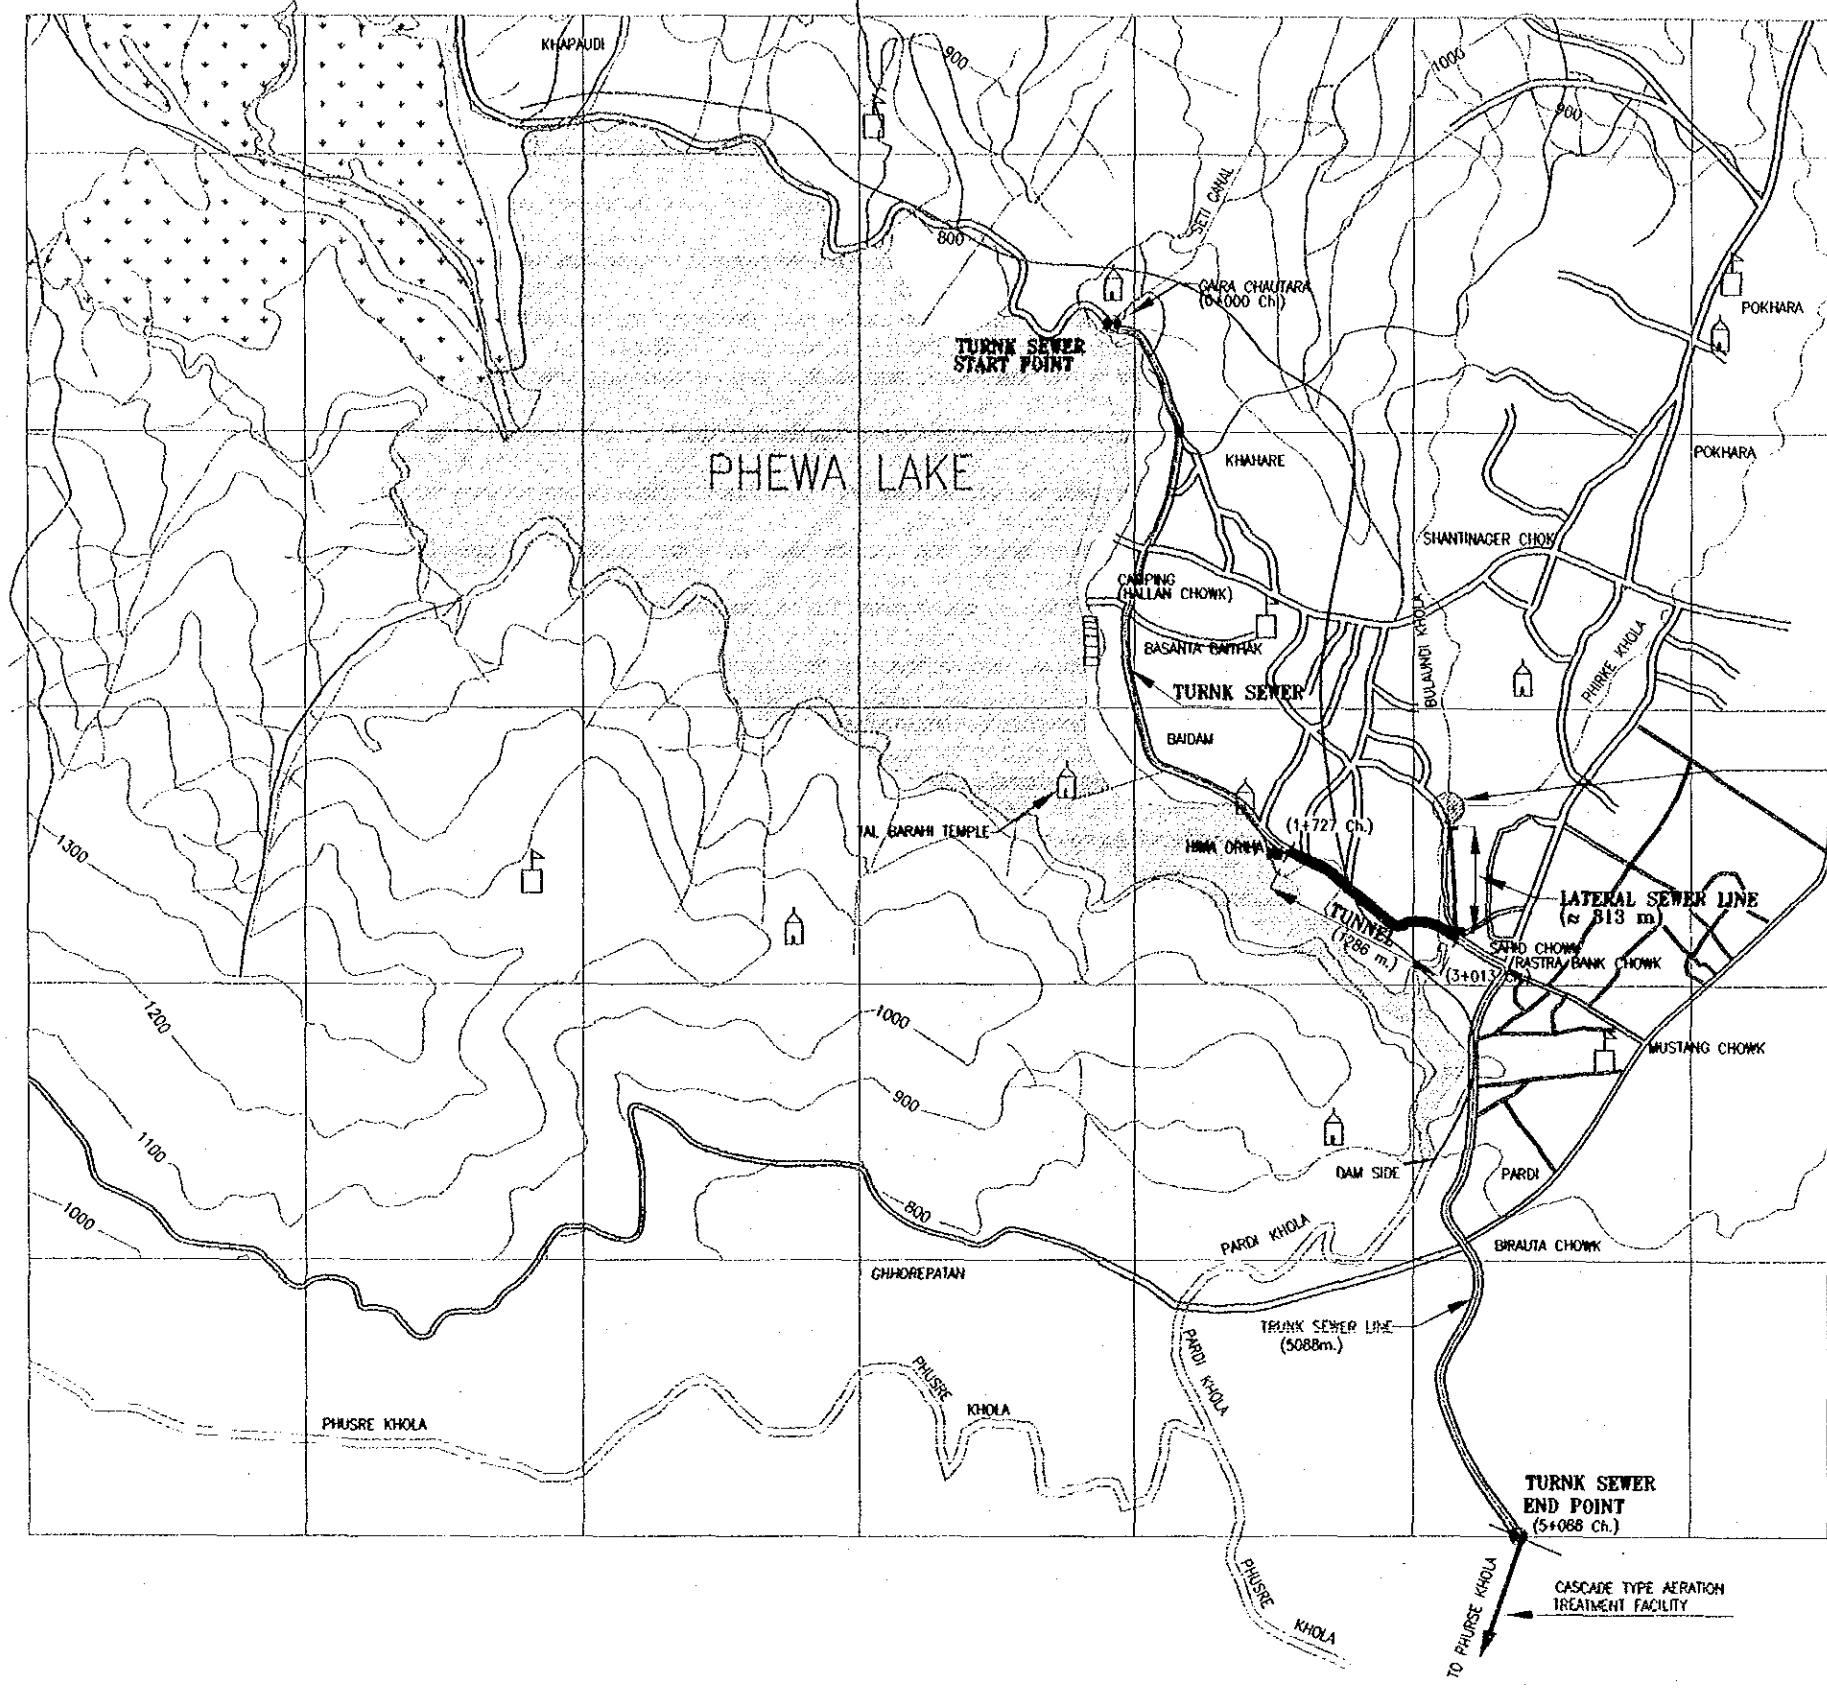 KHAPAUDI
900
1000
900
SETI CANAL
800
GAIRA CHAUTARA
(0+000 Ch.)
POKHARA
TURNK SEWER
START POINT
PHEWA LAKE
KHAHARE
POKHARA
SHANTINAGER CHOK
CAMPING
(HALLAN CHOWK)
BASANTA BAITHAK
BULAUNDI KHOLA
PHIRKE KHOLA
TURNK SEWER
BAIDAM
TAL BARAHI TEMPLE
(1+727 Ch.)
1300
LATERAL SEWER LINE
(≈ 813 m)
TUNNEL
(1286 m.)
SAHID CHOWK
RASTRA BANK CHOWK
(3+013 Ch.)
1200
1000
MUSTANG CHOWK
900
1100
DAM SIDE
PARDI
1000
800
PARDI KHOLA
BIRAUTA CHOWK
CHHOREPATAN
TRUNK SEWER LINE
(5088m.)
PARDI KHOLA
PHUSRE
KHOLA
PHUSRE KHOLA
TURNK SEWER
END POINT
(5+088 Ch.)
PHUSRE
KHOLA
TO PHURSE KHOLA
CASCADE TYPE AERATION
TREATMENT FACILITY